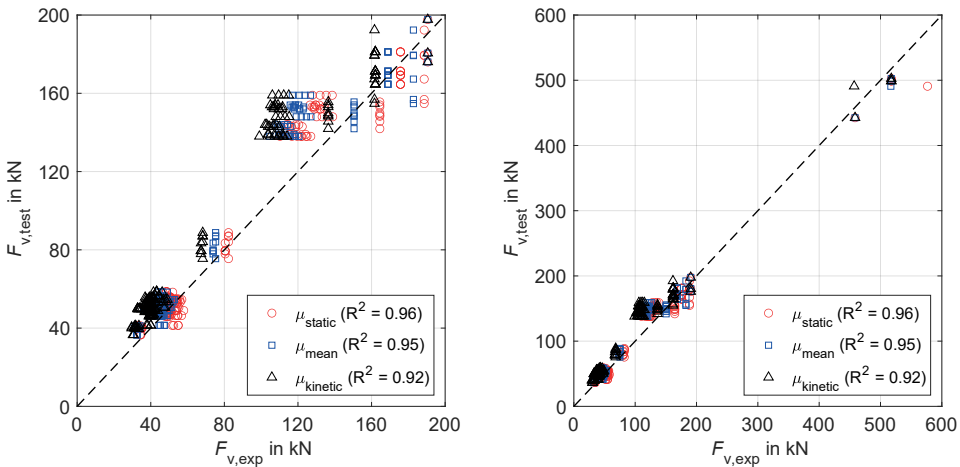 200
160
120
80
40
0
F_v,test in kN
μ_static (R² = 0.96)
μ_mean (R² = 0.95)
μ_kinetic (R² = 0.92)
0 40 80 120 160 200
F_v,exp in kN
600
500
400
300
200
100
0
F_v,test in kN
μ_static (R² = 0.96)
μ_mean (R² = 0.95)
μ_kinetic (R² = 0.92)
0 100 200 300 400 500 600
F_v,exp in kN